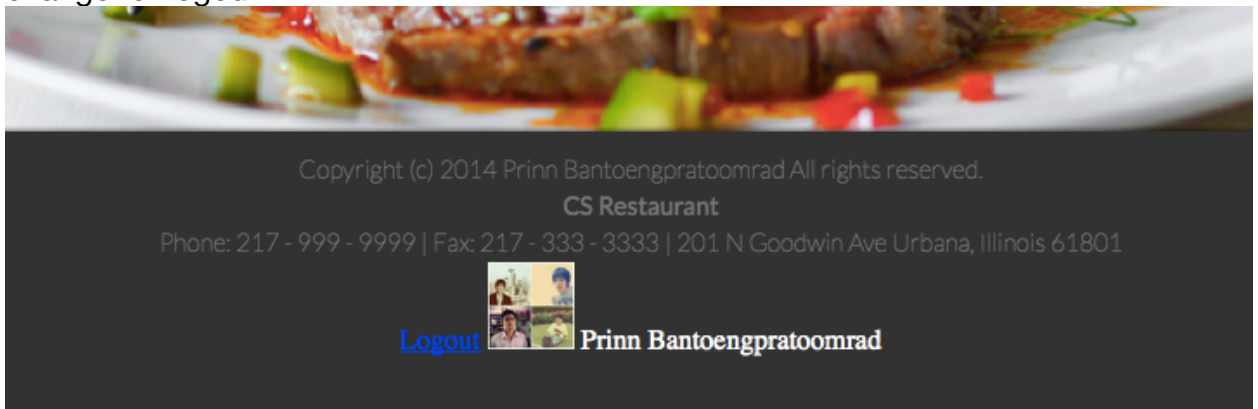 Copyright (c) 2014 Prinn Bantoengpratoomrad All rights reserved.
CS Restaurant
Phone: 217 - 999 - 9999 | Fax: 217 - 333 - 3333 | 201 N Goodwin Ave Urbana, Illinois 61801
Logout Prinn Bantoengpratoomrad